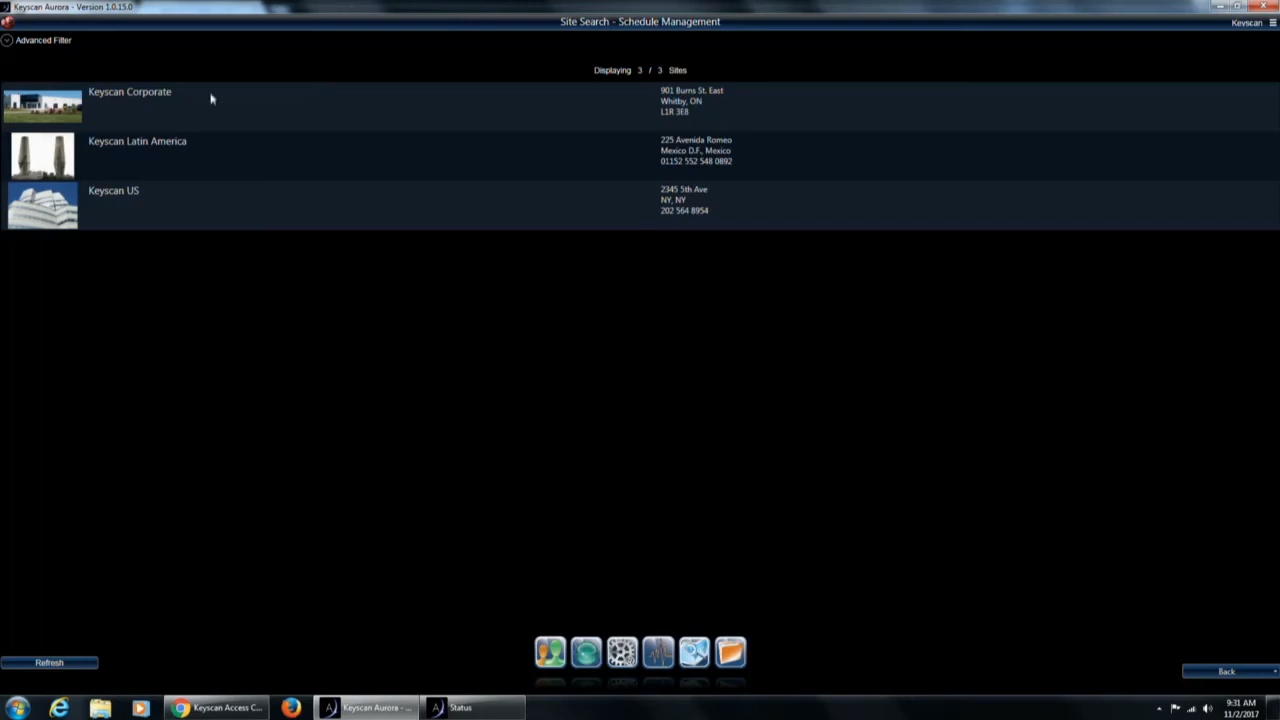 Keyscan Aurora - Version 1.0.15.0
Site Search - Schedule Management
Keyscan
Advanced Filter
Displaying 3 / 3 Sites
Keyscan Corporate
901 Burns St. East
Whitby, ON
L1R 3E8
Keyscan Latin America
225 Avenida Romeo
Mexico D.F., Mexico
01152 552 548 0892
Keyscan US
2345 5th Ave
NY, NY
202 564 8954
Refresh
Back
Keyscan Access C...
Keyscan Aurora - ...
Status
9:31 AM
11/2/2017